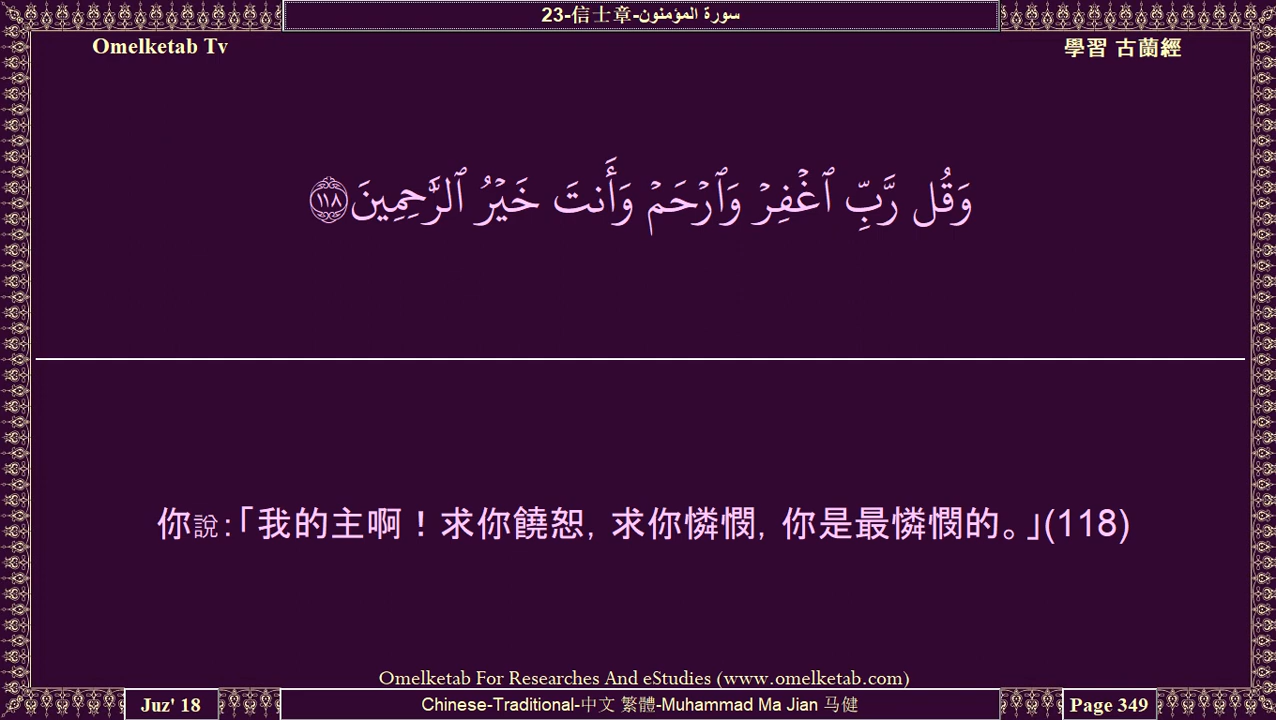 23-信士章-سورة المؤمنون
Omelketab Tv
學習 古蘭經
وَقُل رَّبِّ ٱغْفِرْ وَٱرْحَمْ وَأَنتَ خَيْرُ ٱلرَّٰحِمِينَ ١١٨
你說:「我的主啊！求你饒恕, 求你憐憫, 你是最憐憫的。」(118)
Omelketab For Researches And eStudies (www.omelketab.com)
Juz' 18
Chinese-Traditional-中文 繁體-Muhammad Ma Jian 马健
Page 349